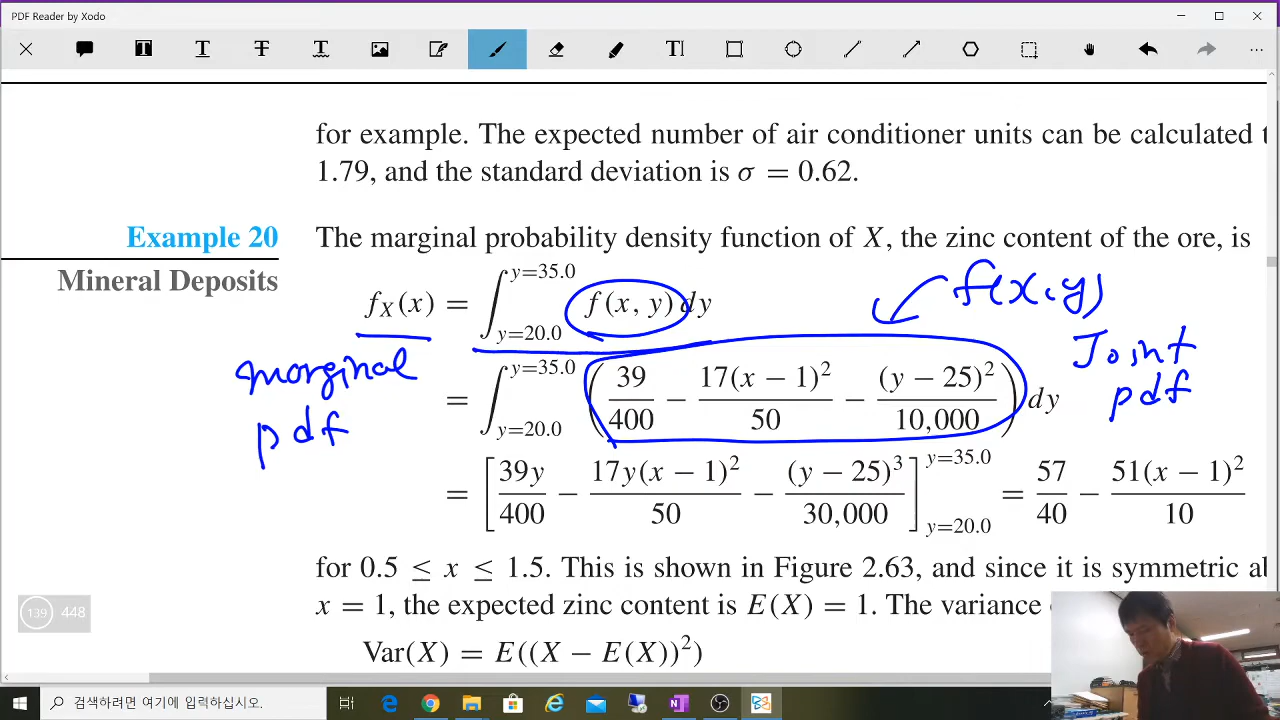 PDF Reader by Xodo
for example. The expected number of air conditioner units can be calculated t
1.79, and the standard deviation is σ = 0.62.
Example 20
Mineral Deposits
The marginal probability density function of X, the zinc content of the ore, is
f_X(x) = ∫_{y=20.0}^{y=35.0} f(x, y) dy
f(x,y)
marginal
pdf
Joint
pdf
= ∫_{y=20.0}^{y=35.0} (39/400 − 17(x − 1)²/50 − (y − 25)²/10,000) dy
= [39y/400 − 17y(x − 1)²/50 − (y − 25)³/30,000]_{y=20.0}^{y=35.0} = 57/40 − 51(x − 1)²/10
for 0.5 ≤ x ≤ 1.5. This is shown in Figure 2.63, and since it is symmetric ab
x = 1, the expected zinc content is E(X) = 1. The variance
Var(X) = E((X − E(X))²)
139 448
검색하려면 여기에 입력하십시오.